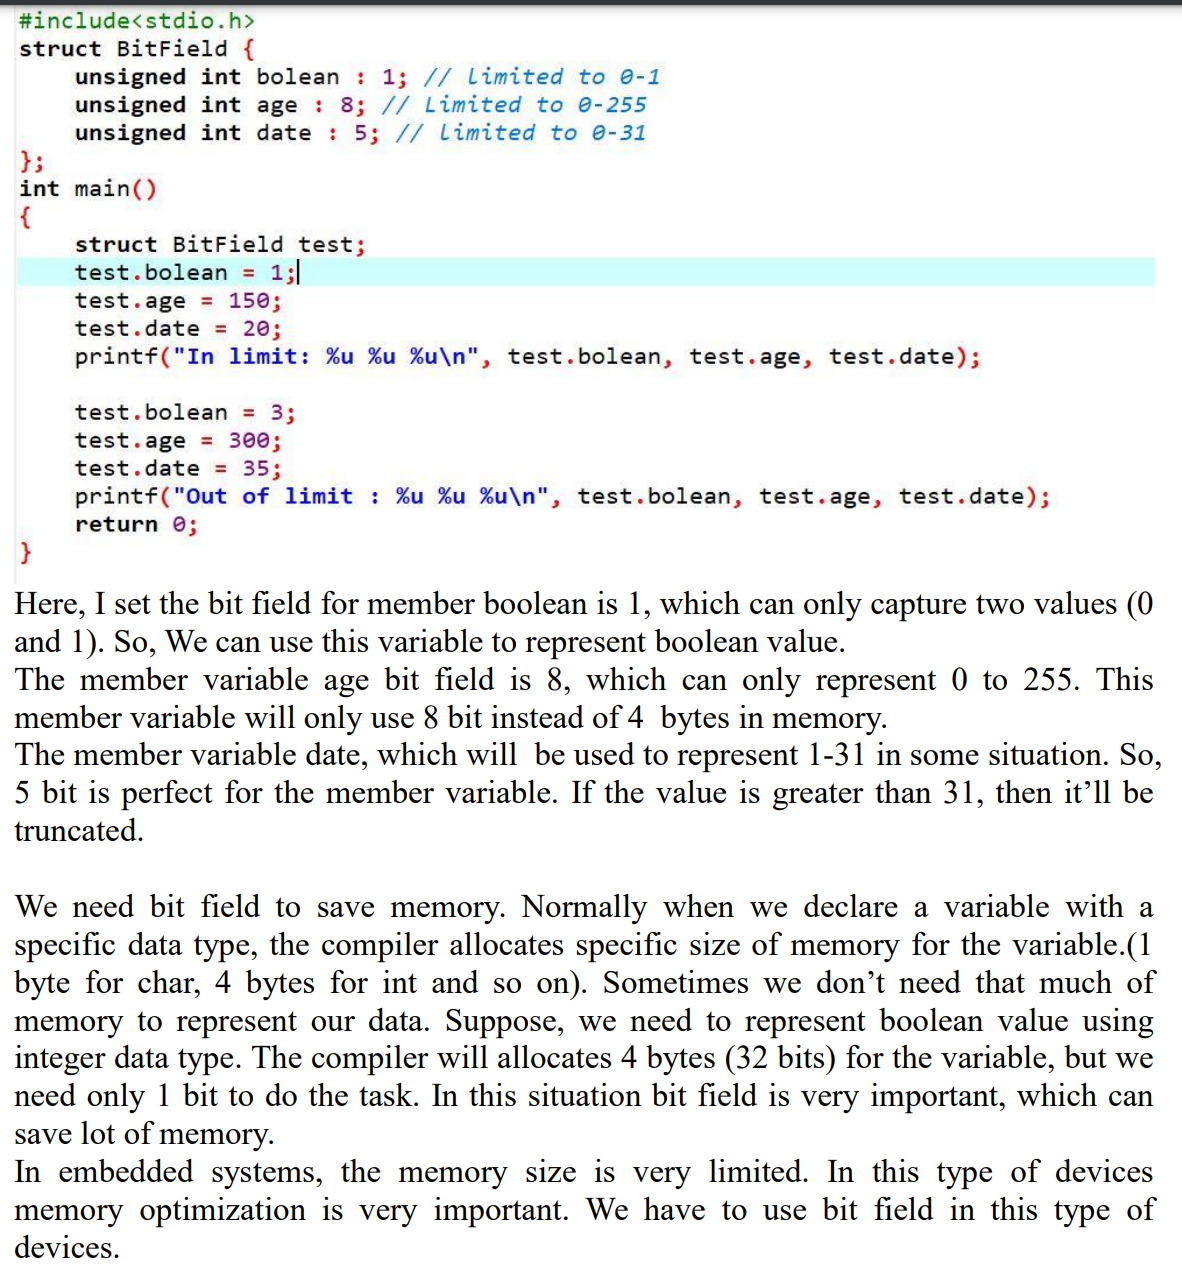 #include<stdio.h>
struct BitField {
    unsigned int bolean : 1; // Limited to 0-1
    unsigned int age : 8; // Limited to 0-255
    unsigned int date : 5; // Limited to 0-31
};
int main()
{
    struct BitField test;
    test.bolean = 1;
    test.age = 150;
    test.date = 20;
    printf("In limit: %u %u %u\n", test.bolean, test.age, test.date);

    test.bolean = 3;
    test.age = 300;
    test.date = 35;
    printf("Out of limit : %u %u %u\n", test.bolean, test.age, test.date);
    return 0;
}
Here, I set the bit field for member boolean is 1, which can only capture two values (0
and 1). So, We can use this variable to represent boolean value.
The member variable age bit field is 8, which can only represent 0 to 255. This
member variable will only use 8 bit instead of 4 bytes in memory.
The member variable date, which will be used to represent 1-31 in some situation. So,
5 bit is perfect for the member variable. If the value is greater than 31, then it’ll be
truncated.

We need bit field to save memory. Normally when we declare a variable with a
specific data type, the compiler allocates specific size of memory for the variable.(1
byte for char, 4 bytes for int and so on). Sometimes we don’t need that much of
memory to represent our data. Suppose, we need to represent boolean value using
integer data type. The compiler will allocates 4 bytes (32 bits) for the variable, but we
need only 1 bit to do the task. In this situation bit field is very important, which can
save lot of memory.
In embedded systems, the memory size is very limited. In this type of devices
memory optimization is very important. We have to use bit field in this type of
devices.